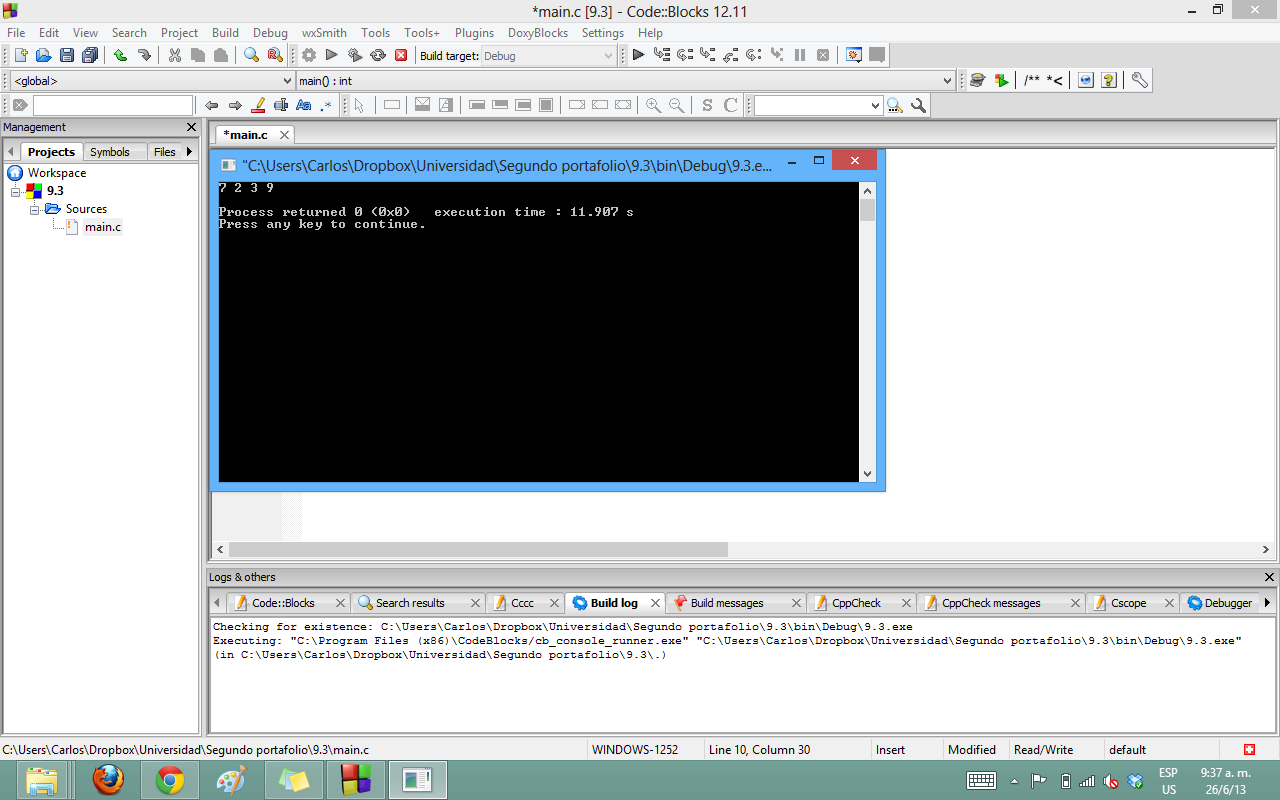 *main.c [9.3] - Code::Blocks 12.11
File Edit View Search Project Build Debug wxSmith Tools Tools+ Plugins DoxyBlocks Settings Help
Build target: Debug
<global> main() : int /** *<
Aa .* S C
Management
Projects Symbols Files
Workspace
9.3
Sources
main.c
*main.c
"C:\Users\Carlos\Dropbox\Universidad\Segundo portafolio\9.3\bin\Debug\9.3.e...
7 2 3 9
Process returned 0 (0x0)   execution time : 11.907 s
Press any key to continue.
Logs & others
Code::Blocks Search results Cccc Build log Build messages CppCheck CppCheck messages Cscope Debugger
Checking for existence: C:\Users\Carlos\Dropbox\Universidad\Segundo portafolio\9.3\bin\Debug\9.3.exe
Executing: "C:\Program Files (x86)\CodeBlocks/cb_console_runner.exe" "C:\Users\Carlos\Dropbox\Universidad\Segundo portafolio\9.3\bin\Debug\9.3.exe"
(in C:\Users\Carlos\Dropbox\Universidad\Segundo portafolio\9.3\.)
C:\Users\Carlos\Dropbox\Universidad\Segundo portafolio\9.3\main.c WINDOWS-1252 Line 10, Column 30 Insert Modified Read/Write default
ESP 9:37 a. m.
US 26/6/13